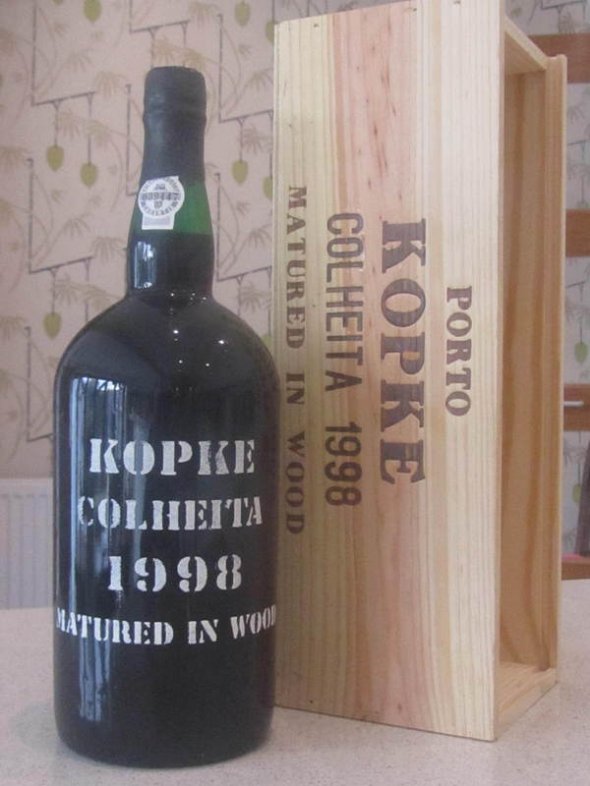 KOPKE
COLHEITA
1998
MATURED IN WOOD
PORTO
KOPKE
COLHEITA 1998
MATURED IN WOOD